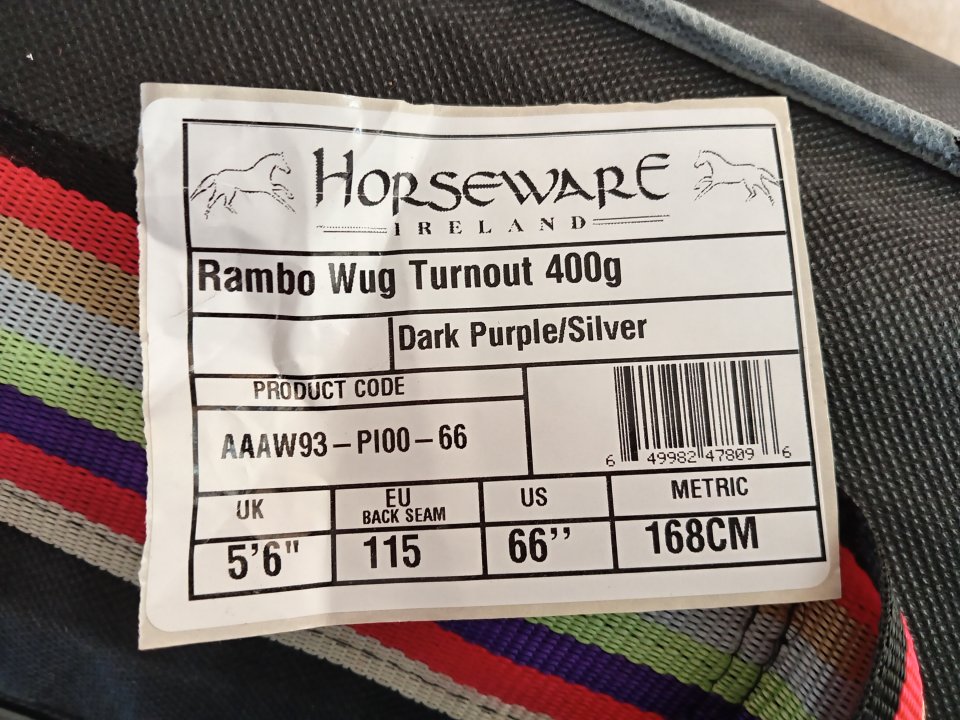 HORSEWARE
IRELAND
Rambo Wug Turnout 400g
Dark Purple/Silver
PRODUCT CODE
AAAW93-PI00-66
6 49982 47809 6
UK EU US METRIC
BACK SEAM
5'6" 115 66’’ 168CM